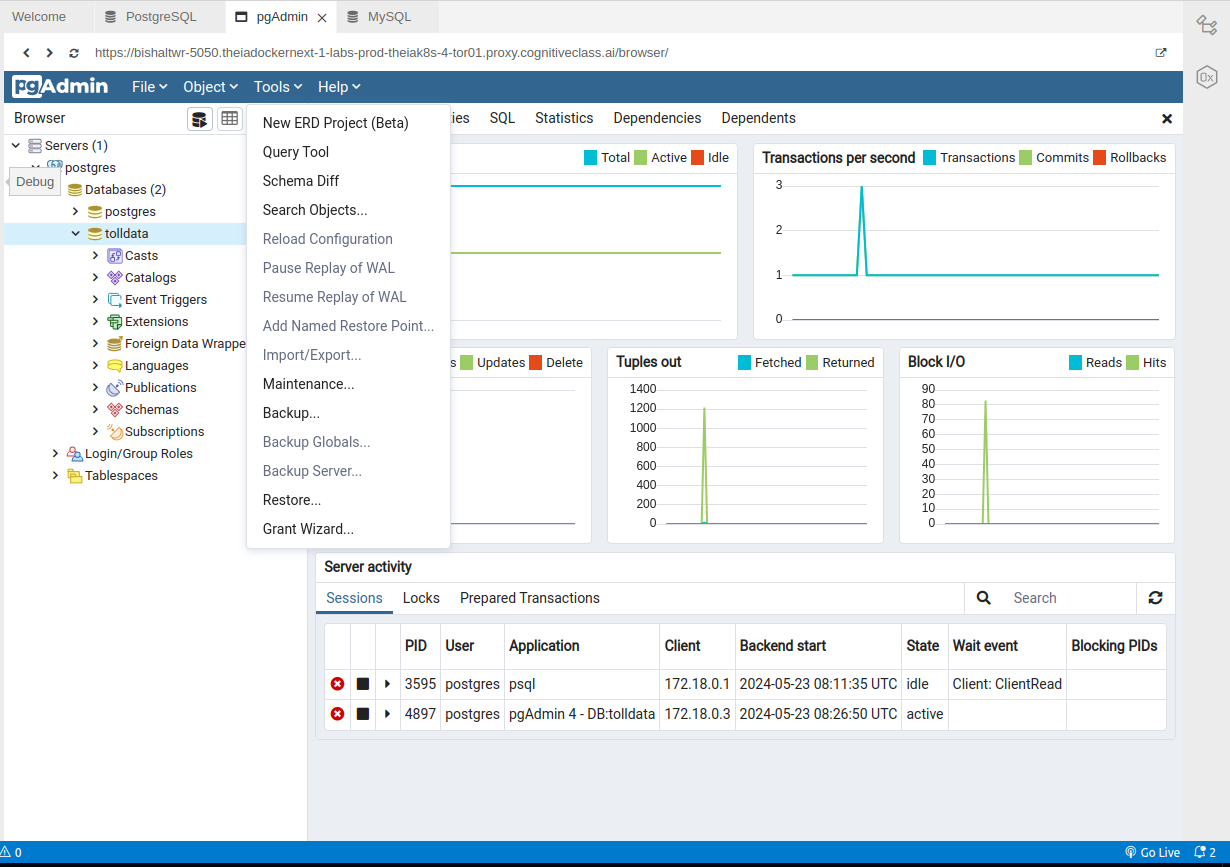 Welcome PostgreSQL pgAdmin MySQL
https://bishaltwr-5050.theiadockernext-1-labs-prod-theiak8s-4-tor01.proxy.cognitiveclass.ai/browser/
pgAdmin File Object Tools Help
Browser
ies SQL Statistics Dependencies Dependents
Servers (1)
postgres
Debug
Databases (2)
postgres
tolldata
Casts
Catalogs
Event Triggers
Extensions
Foreign Data Wrappe
Languages
Publications
Schemas
Subscriptions
Login/Group Roles
Tablespaces
New ERD Project (Beta)
Query Tool
Schema Diff
Search Objects...
Reload Configuration
Pause Replay of WAL
Resume Replay of WAL
Add Named Restore Point...
Import/Export...
Maintenance...
Backup...
Backup Globals...
Backup Server...
Restore...
Grant Wizard...
Total Active Idle
Transactions per second Transactions Commits Rollbacks
3
2
1
0
s Updates Delete
Tuples out Fetched Returned
1400
1200
1000
800
600
400
200
0
Block I/O Reads Hits
90
80
70
60
50
40
30
20
10
0
Server activity
Sessions Locks Prepared Transactions Search
PID User Application Client Backend start State Wait event Blocking PIDs
3595 postgres psql 172.18.0.1 2024-05-23 08:11:35 UTC idle Client: ClientRead
4897 postgres pgAdmin 4 - DB:tolldata 172.18.0.3 2024-05-23 08:26:50 UTC active
0 Go Live 2
0x